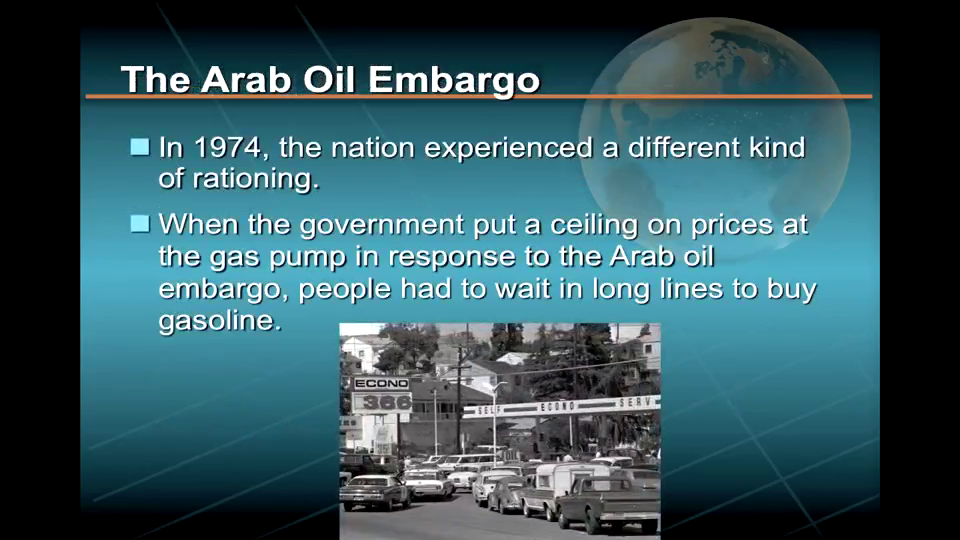 The Arab Oil Embargo
In 1974, the nation experienced a different kind
of rationing.
When the government put a ceiling on prices at
the gas pump in response to the Arab oil
embargo, people had to wait in long lines to buy
gasoline.
ECONO
366
SELF ECONO SERV